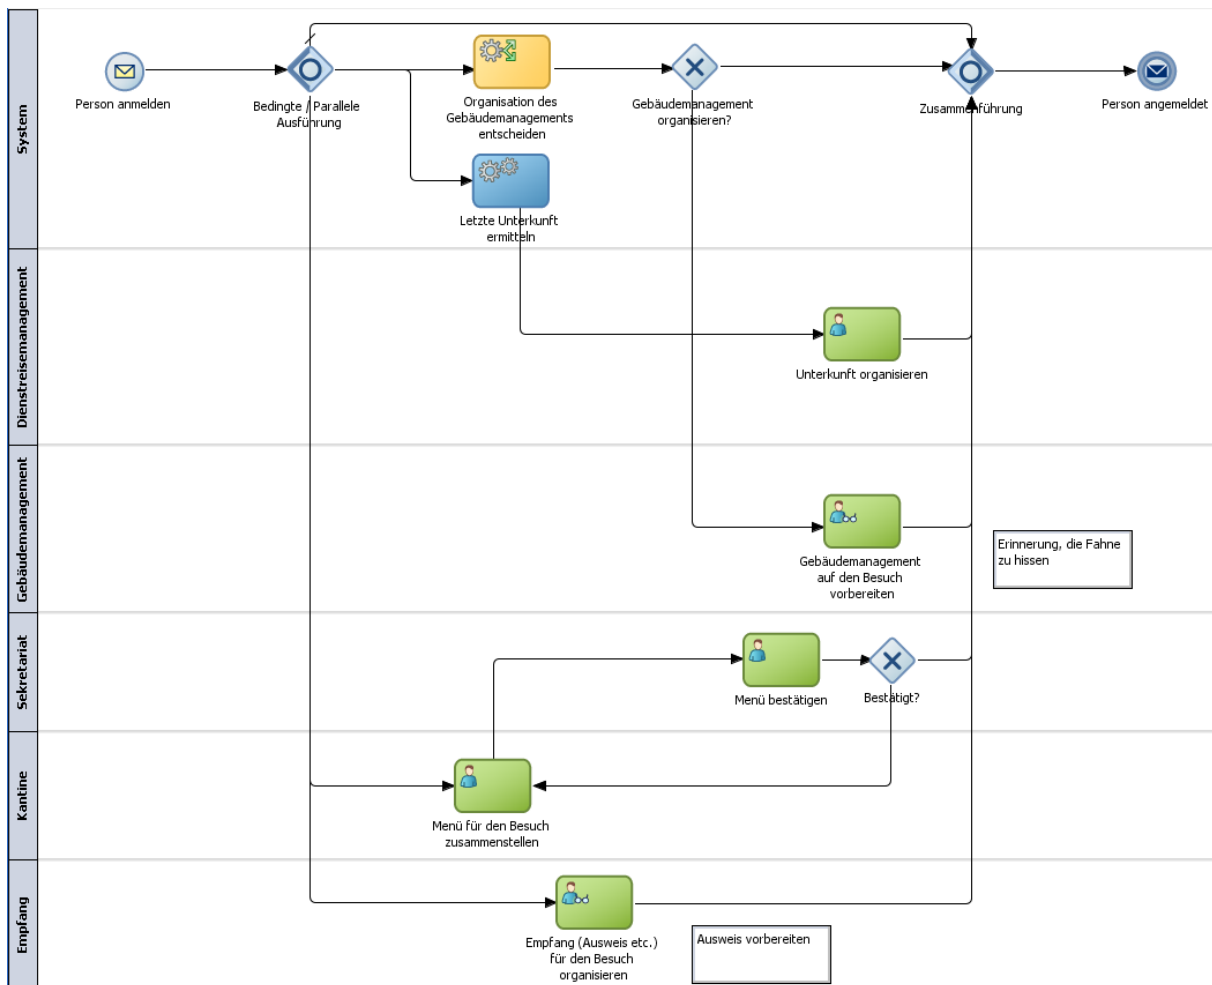 System
Person anmelden
Bedingte / Parallele
Ausführung
Organisation des
Gebäudemanagements
entscheiden
Gebäudemanagement
organisieren?
Zusammenführung
Person angemeldet
Letzte Unterkunft
ermitteln
Dienstreisemanagement
Unterkunft organisieren
Gebäudemanagement
Gebäudemanagement
auf den Besuch
vorbereiten
Erinnerung, die Fahne
zu hissen
Sekretariat
Menü bestätigen
Bestätigt?
Kantine
Menü für den Besuch
zusammenstellen
Empfang
Empfang (Ausweis etc.)
für den Besuch
organisieren
Ausweis vorbereiten